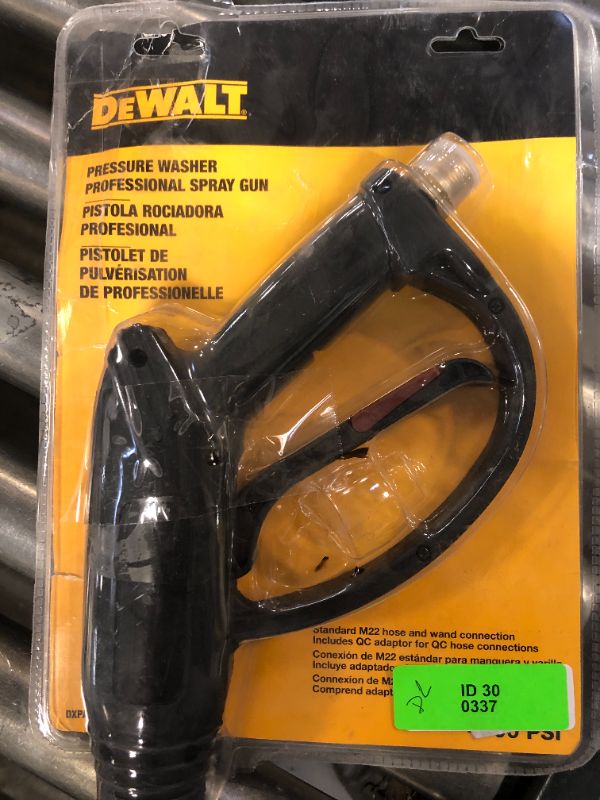 DEWALT
PRESSURE WASHER
PROFESSIONAL SPRAY GUN
PISTOLA ROCIADORA
PROFESIONAL
PISTOLET DE
PULVÉRISATION
DE PROFESSIONELLE
Standard M22 hose and wand connection
Includes QC adaptor for QC hose connections
Conexión de M22 estándar para manguera y varilla
Incluye
Connexion de
Comprend
ID 30
0337
PSI